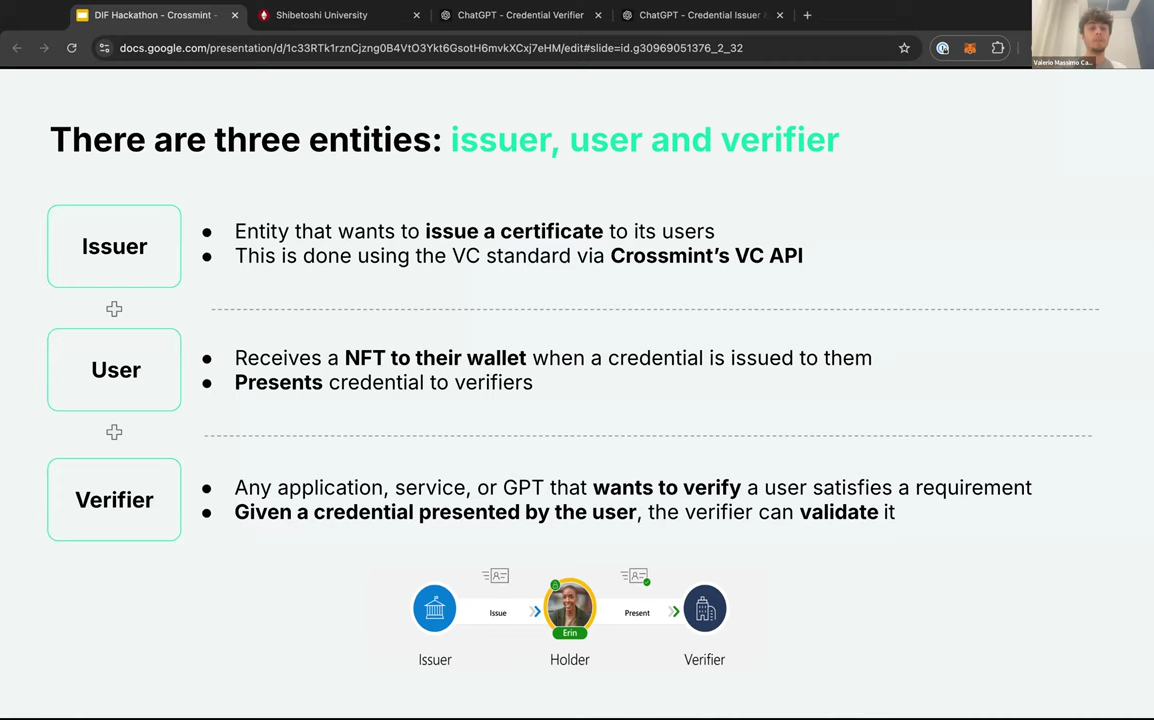 DIF Hackathon - Crossmint -
Shibetoshi University
ChatGPT - Credential Verifier
ChatGPT - Credential Issuer
docs.google.com/presentation/d/1c33RTk1rznCjzng0B4VtO3Ykt6GsotH6mvkXCxj7eHM/edit#slide=id.g30969051376_2_32
Valerio Massimo Ca...
There are three entities: issuer, user and verifier
Issuer
● Entity that wants to issue a certificate to its users
● This is done using the VC standard via Crossmint’s VC API
User
● Receives a NFT to their wallet when a credential is issued to them
● Presents credential to verifiers
Verifier
● Any application, service, or GPT that wants to verify a user satisfies a requirement
● Given a credential presented by the user, the verifier can validate it
Issue
Present
Erin
Issuer
Holder
Verifier